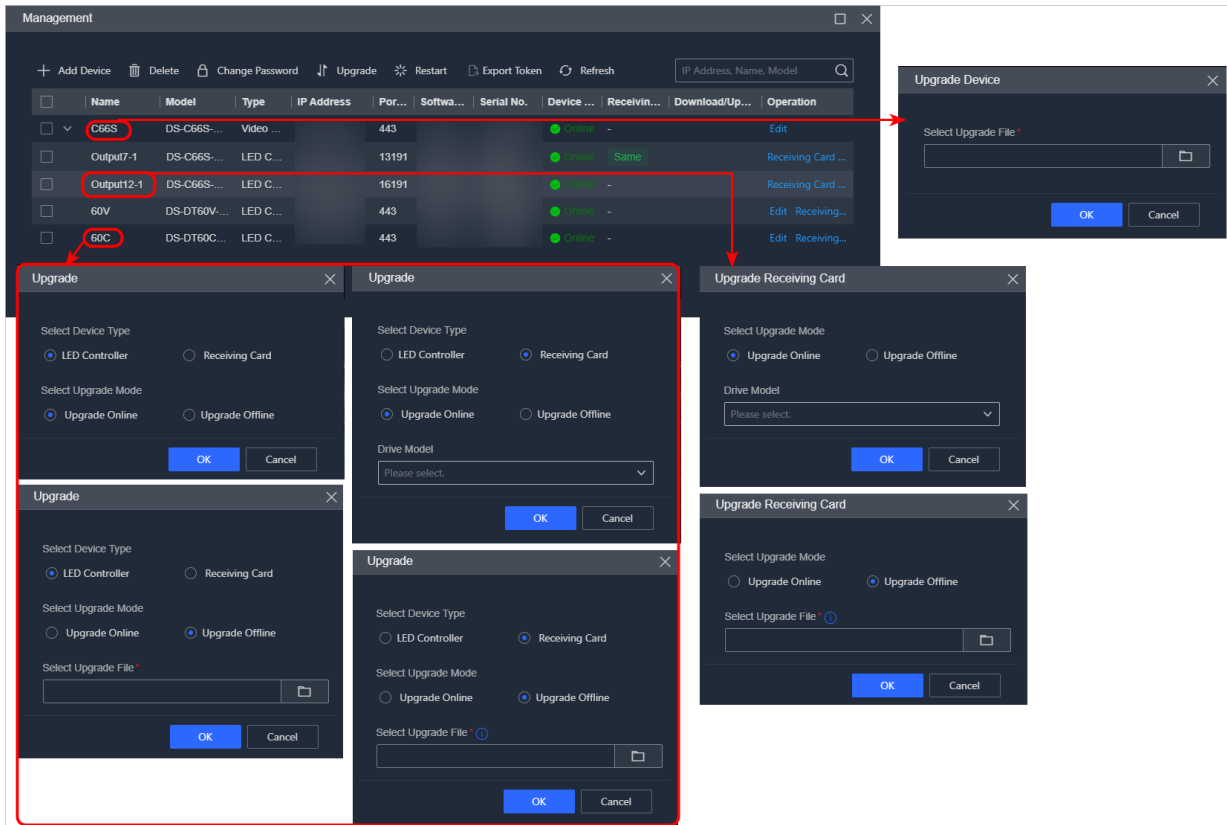 Management
Add Device Delete Change Password Upgrade Restart Export Token Refresh IP Address, Name, Model
Name Model Type IP Address Por... Softwa... Serial No. Device ... Receivin... Download/Up... Operation
C66S DS-C66S-... Video ... 443 Online - Edit
Output7-1 DS-C66S-... LED C... 13191 Online Same Receiving Card ...
Output12-1 DS-C66S-... LED C... 16191 Online - Receiving Card ...
60V DS-DT60V-... LED C... 443 Online - Edit Receiving...
60C DS-DT60C... LED C... 443 Online - Edit Receiving...
Upgrade Device
Select Upgrade File*
OK Cancel
Upgrade
Select Device Type
LED Controller Receiving Card
Select Upgrade Mode
Upgrade Online Upgrade Offline
OK Cancel
Upgrade
Select Device Type
LED Controller Receiving Card
Select Upgrade Mode
Upgrade Online Upgrade Offline
Drive Model
Please select.
OK Cancel
Upgrade Receiving Card
Select Upgrade Mode
Upgrade Online Upgrade Offline
Drive Model
Please select.
OK Cancel
Upgrade
Select Device Type
LED Controller Receiving Card
Select Upgrade Mode
Upgrade Online Upgrade Offline
Select Upgrade File*
OK Cancel
Upgrade
Select Device Type
LED Controller Receiving Card
Select Upgrade Mode
Upgrade Online Upgrade Offline
Select Upgrade File*
OK Cancel
Upgrade Receiving Card
Select Upgrade Mode
Upgrade Online Upgrade Offline
Select Upgrade File*
OK Cancel